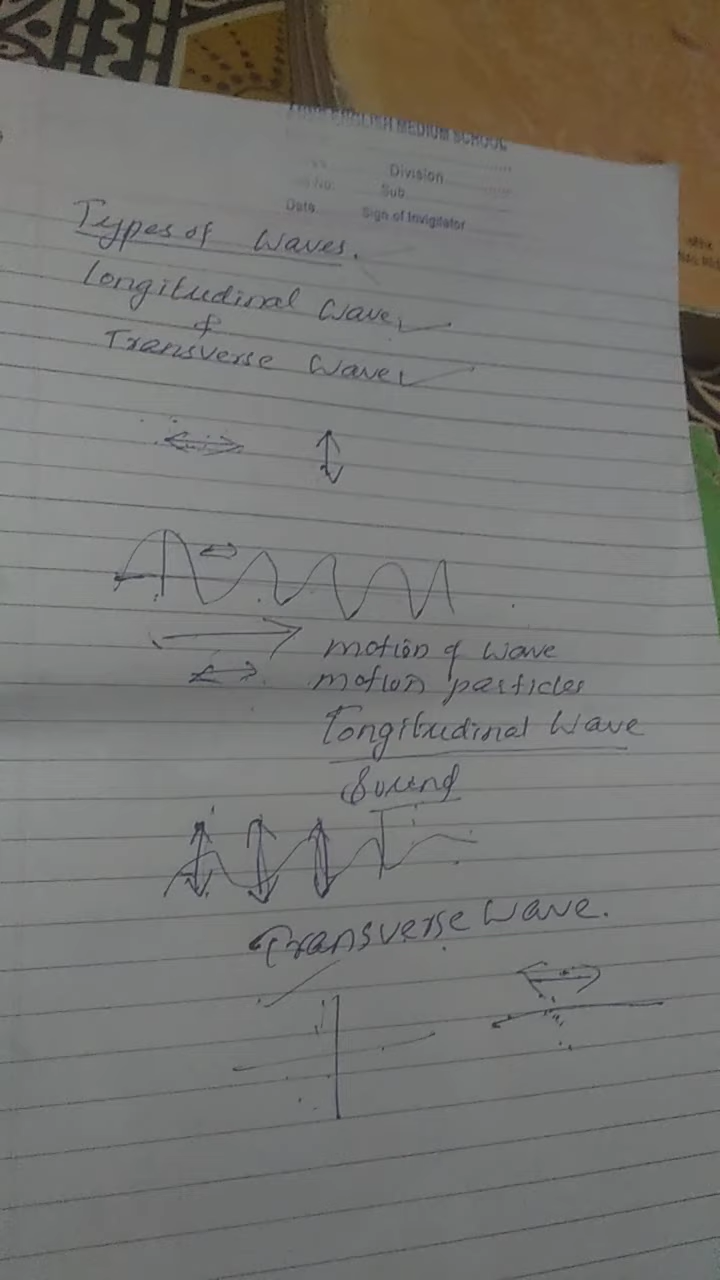 ENGLISH MEDIUM SCHOOL
Division
No. Sub
Date Sign of Invigilator
Types of Waves.
Longitudinal Wave
&
Transverse Wave
motion of wave
motion particles
Longitudinal Wave
Sound
Transverse Wave.